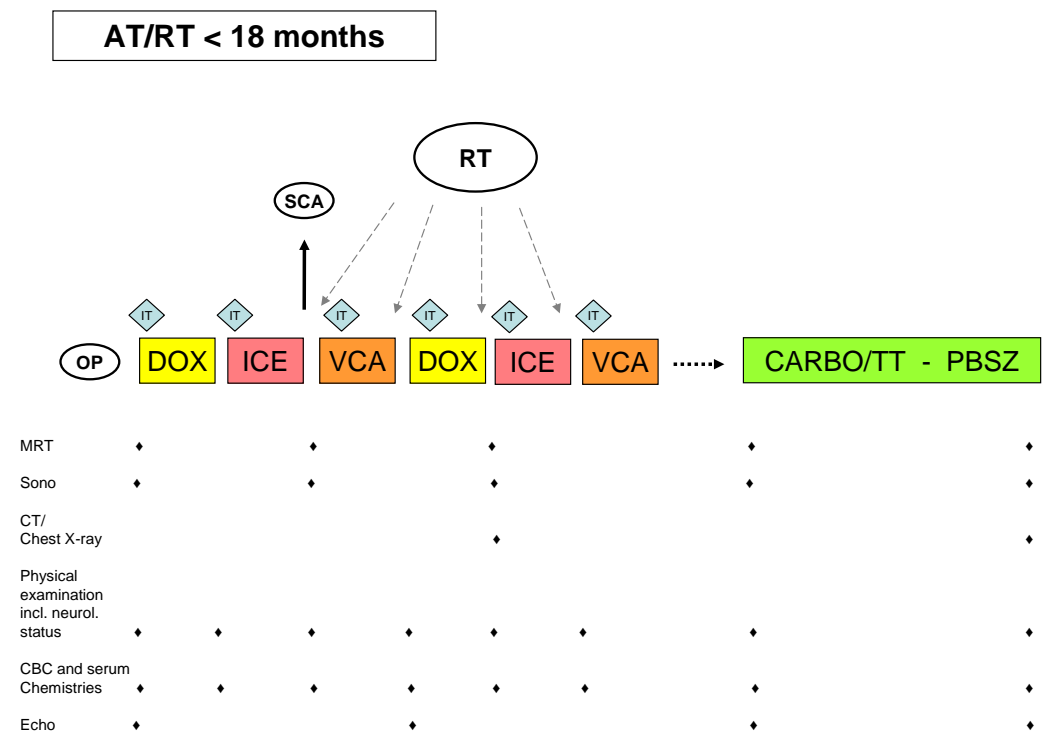 AT/RT < 18 months
RT
SCA
IT IT IT IT IT IT
OP DOX ICE VCA DOX ICE VCA CARBO/TT - PBSZ
MRT
Sono
CT/
Chest X-ray
Physical
examination
incl. neurol.
status
CBC and serum
Chemistries
Echo